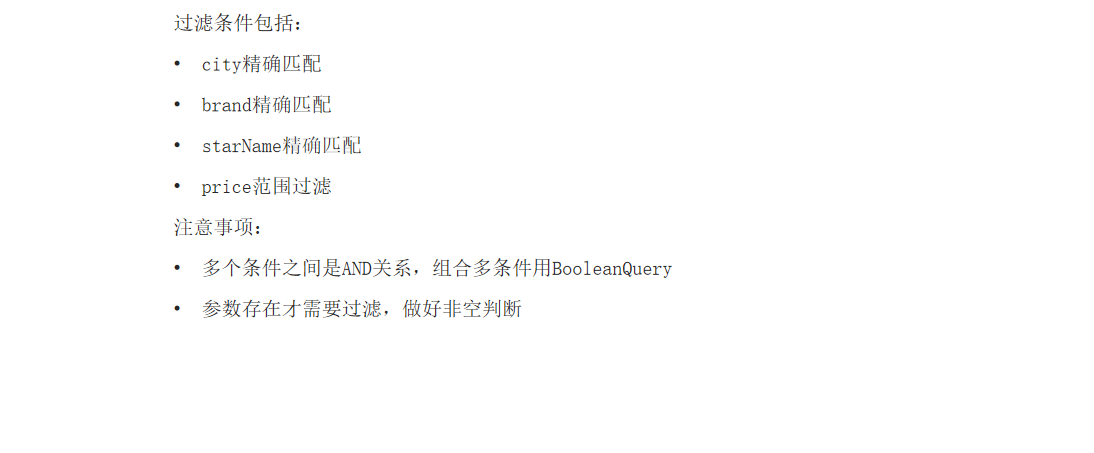 过滤条件包括：
• city精确匹配
• brand精确匹配
• starName精确匹配
• price范围过滤
注意事项：
• 多个条件之间是AND关系，组合多条件用BooleanQuery
• 参数存在才需要过滤，做好非空判断